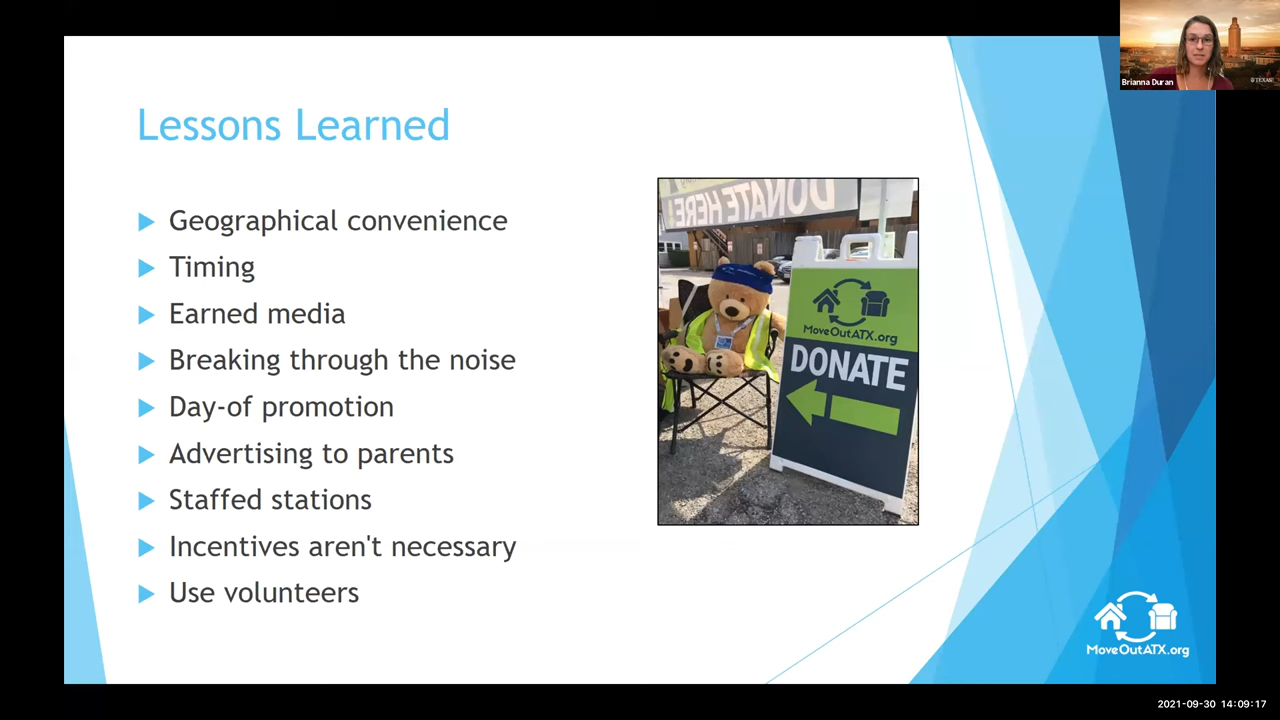 Brianna Duran
TEXAS
Lessons Learned
Geographical convenience
Timing
Earned media
Breaking through the noise
Day-of promotion
Advertising to parents
Staffed stations
Incentives aren't necessary
Use volunteers
DONATE HERE!
MoveOutATX.org
DONATE
MoveOutATX.org
2021-09-30 14:09:17